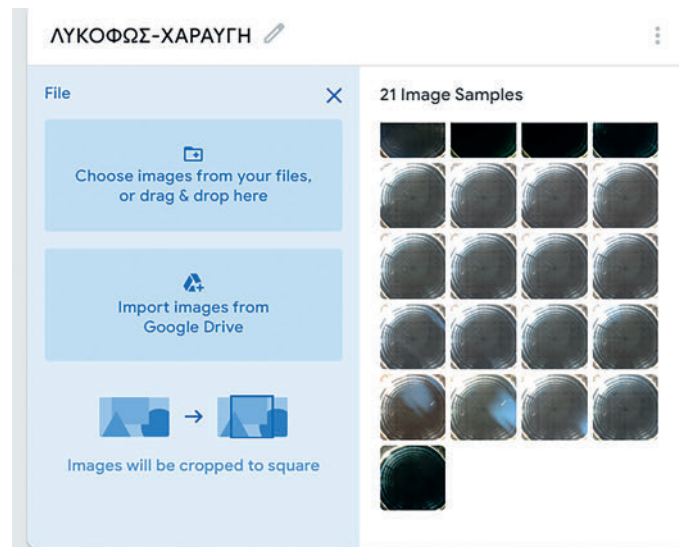 ΛΥΚΟΦΩΣ-ΧΑΡΑΥΓΗ
File
Choose images from your files,
or drag & drop here
Import images from
Google Drive
Images will be cropped to square
21 Image Samples